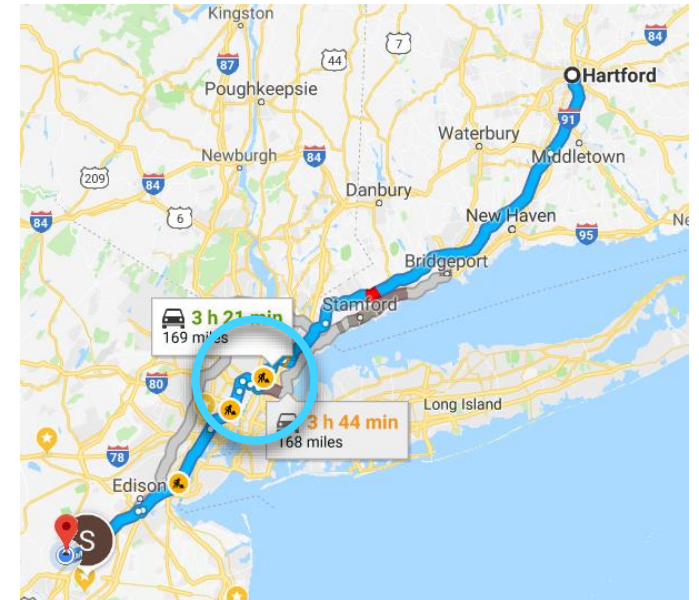 Kingston
84
87
44
7
Hartford
Poughkeepsie
91
Waterbury
Middletown
Newburgh
84
209
84
Danbury
6
84
New Haven
95
Ne
Bridgeport
3 h 21 min
169 miles
Stamford
80
Long Island
3 h 44 min
168 miles
78
Edison
S